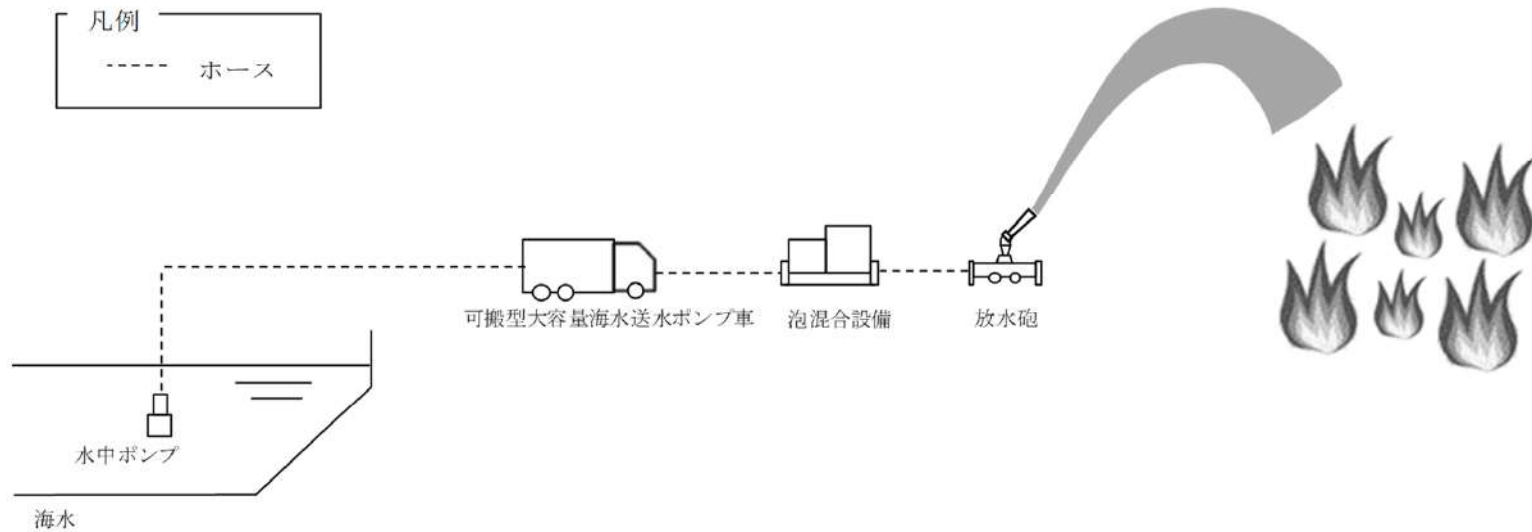 凡例
ホース
可搬型大容量海水送水ポンプ車
泡混合設備
放水砲
水中ポンプ
海水